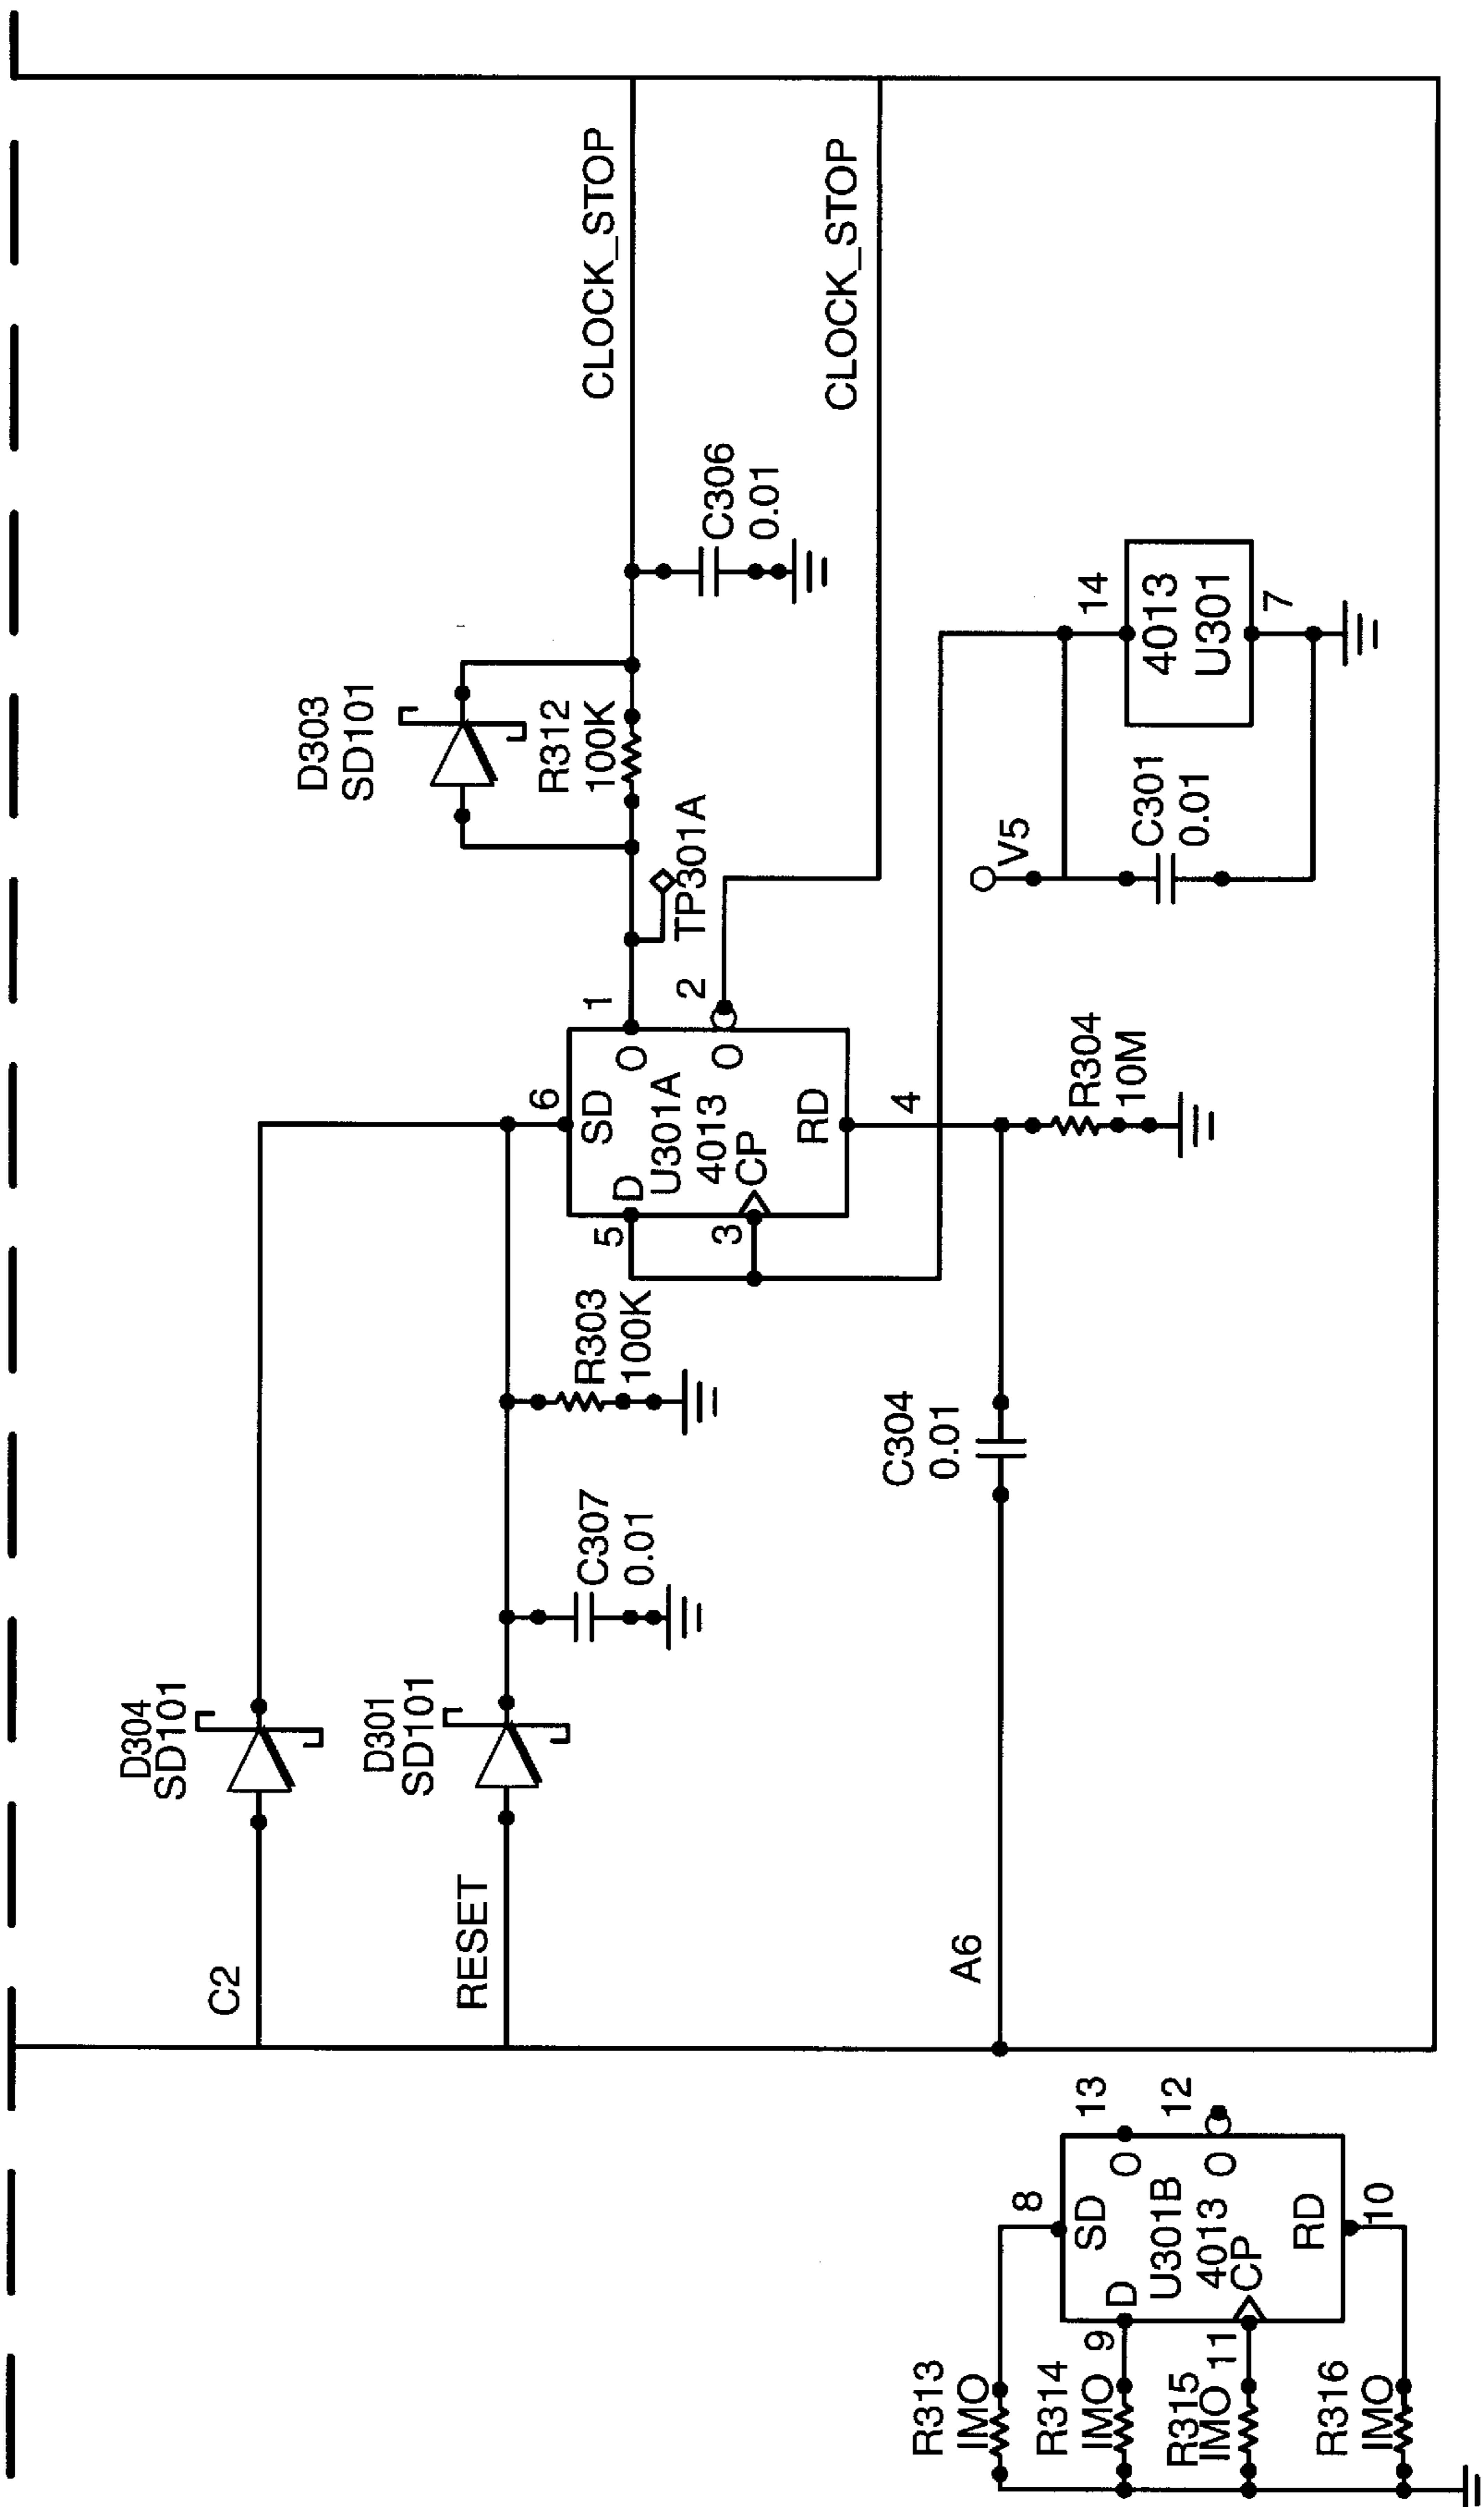 C2
D304
SD101
RESET
D301
SD101
C307
0.01
R303
100K
6
SD
5
D
O
1
U301A
4013
3
CP
O
2
RD
4
TP301A
D303
SD101
R312
100K
CLOCK_STOP
C306
0.01
CLOCK_STOP
A6
C304
0.01
R304
10M
V5
C301
0.01
14
4013
U301
7
R313
IMO
8
SD
R314
IMO
9
D
O
13
U301B
4013
R315
IMO
11
CP
O
12
R316
IMO
RD
10